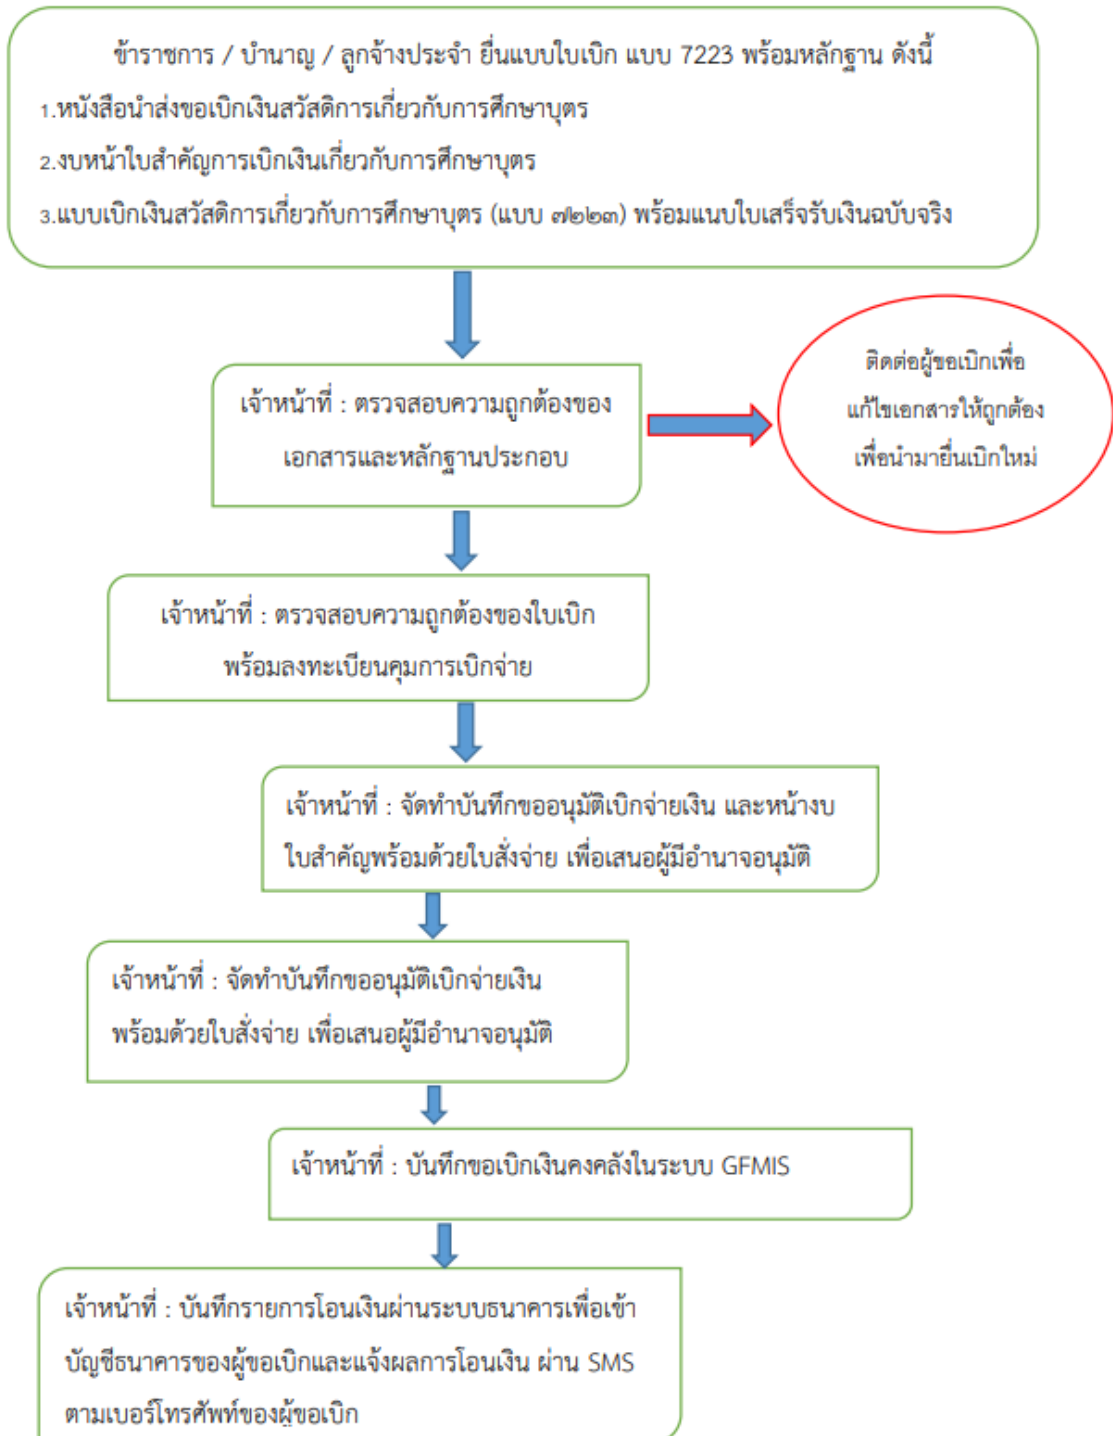 ข้าราชการ / บำนาญ / ลูกจ้างประจำ ยื่นแบบใบเบิก แบบ 7223 พร้อมหลักฐาน ดังนี้
1.หนังสือนำส่งขอเบิกเงินสวัสดิการเกี่ยวกับการศึกษาบุตร
2.งบหน้าใบสำคัญการเบิกเงินเกี่ยวกับการศึกษาบุตร
3.แบบเบิกเงินสวัสดิการเกี่ยวกับการศึกษาบุตร (แบบ ๗๒๒๓) พร้อมแนบใบเสร็จรับเงินฉบับจริง
เจ้าหน้าที่ : ตรวจสอบความถูกต้องของ
เอกสารและหลักฐานประกอบ
ติดต่อผู้ขอเบิกเพื่อ
แก้ไขเอกสารให้ถูกต้อง
เพื่อนำมายื่นเบิกใหม่
เจ้าหน้าที่ : ตรวจสอบความถูกต้องของใบเบิก
พร้อมลงทะเบียนคุมการเบิกจ่าย
เจ้าหน้าที่ : จัดทำบันทึกขออนุมัติเบิกจ่ายเงิน และหน้างบ
ใบสำคัญพร้อมด้วยใบสั่งจ่าย เพื่อเสนอผู้มีอำนาจอนุมัติ
เจ้าหน้าที่ : จัดทำบันทึกขออนุมัติเบิกจ่ายเงิน
พร้อมด้วยใบสั่งจ่าย เพื่อเสนอผู้มีอำนาจอนุมัติ
เจ้าหน้าที่ : บันทึกขอเบิกเงินคงคลังในระบบ GFMIS
เจ้าหน้าที่ : บันทึกรายการโอนเงินผ่านระบบธนาคารเพื่อเข้า
บัญชีธนาคารของผู้ขอเบิกและแจ้งผลการโอนเงิน ผ่าน SMS
ตามเบอร์โทรศัพท์ของผู้ขอเบิก